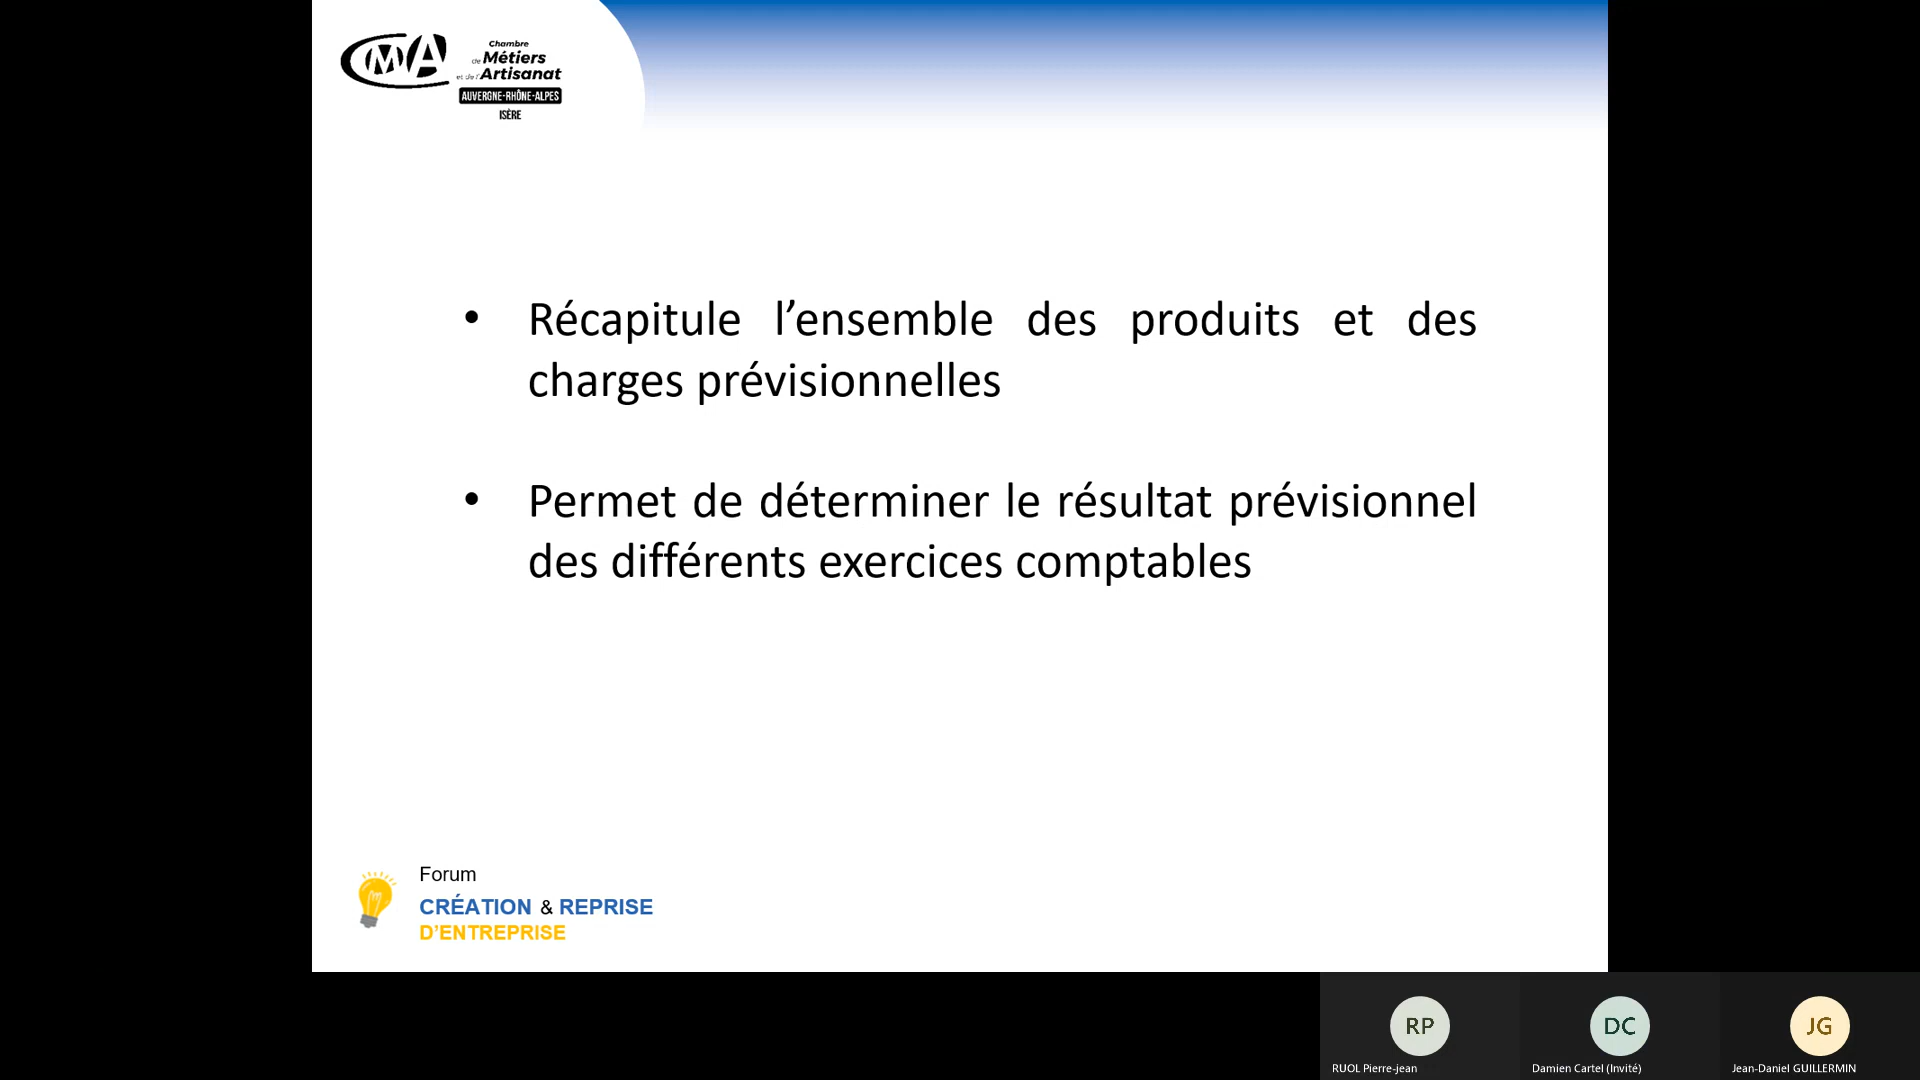 CMA
Chambre
de Métiers
et de l'Artisanat
AUVERGNE-RHÔNE-ALPES
ISÈRE
• Récapitule l’ensemble des produits et des
charges prévisionnelles
• Permet de déterminer le résultat prévisionnel
des différents exercices comptables
Forum
CRÉATION & REPRISE
D’ENTREPRISE
RP
DC
JG
RUOL Pierre-jean
Damien Cartel (Invité)
Jean-Daniel GUILLERMIN